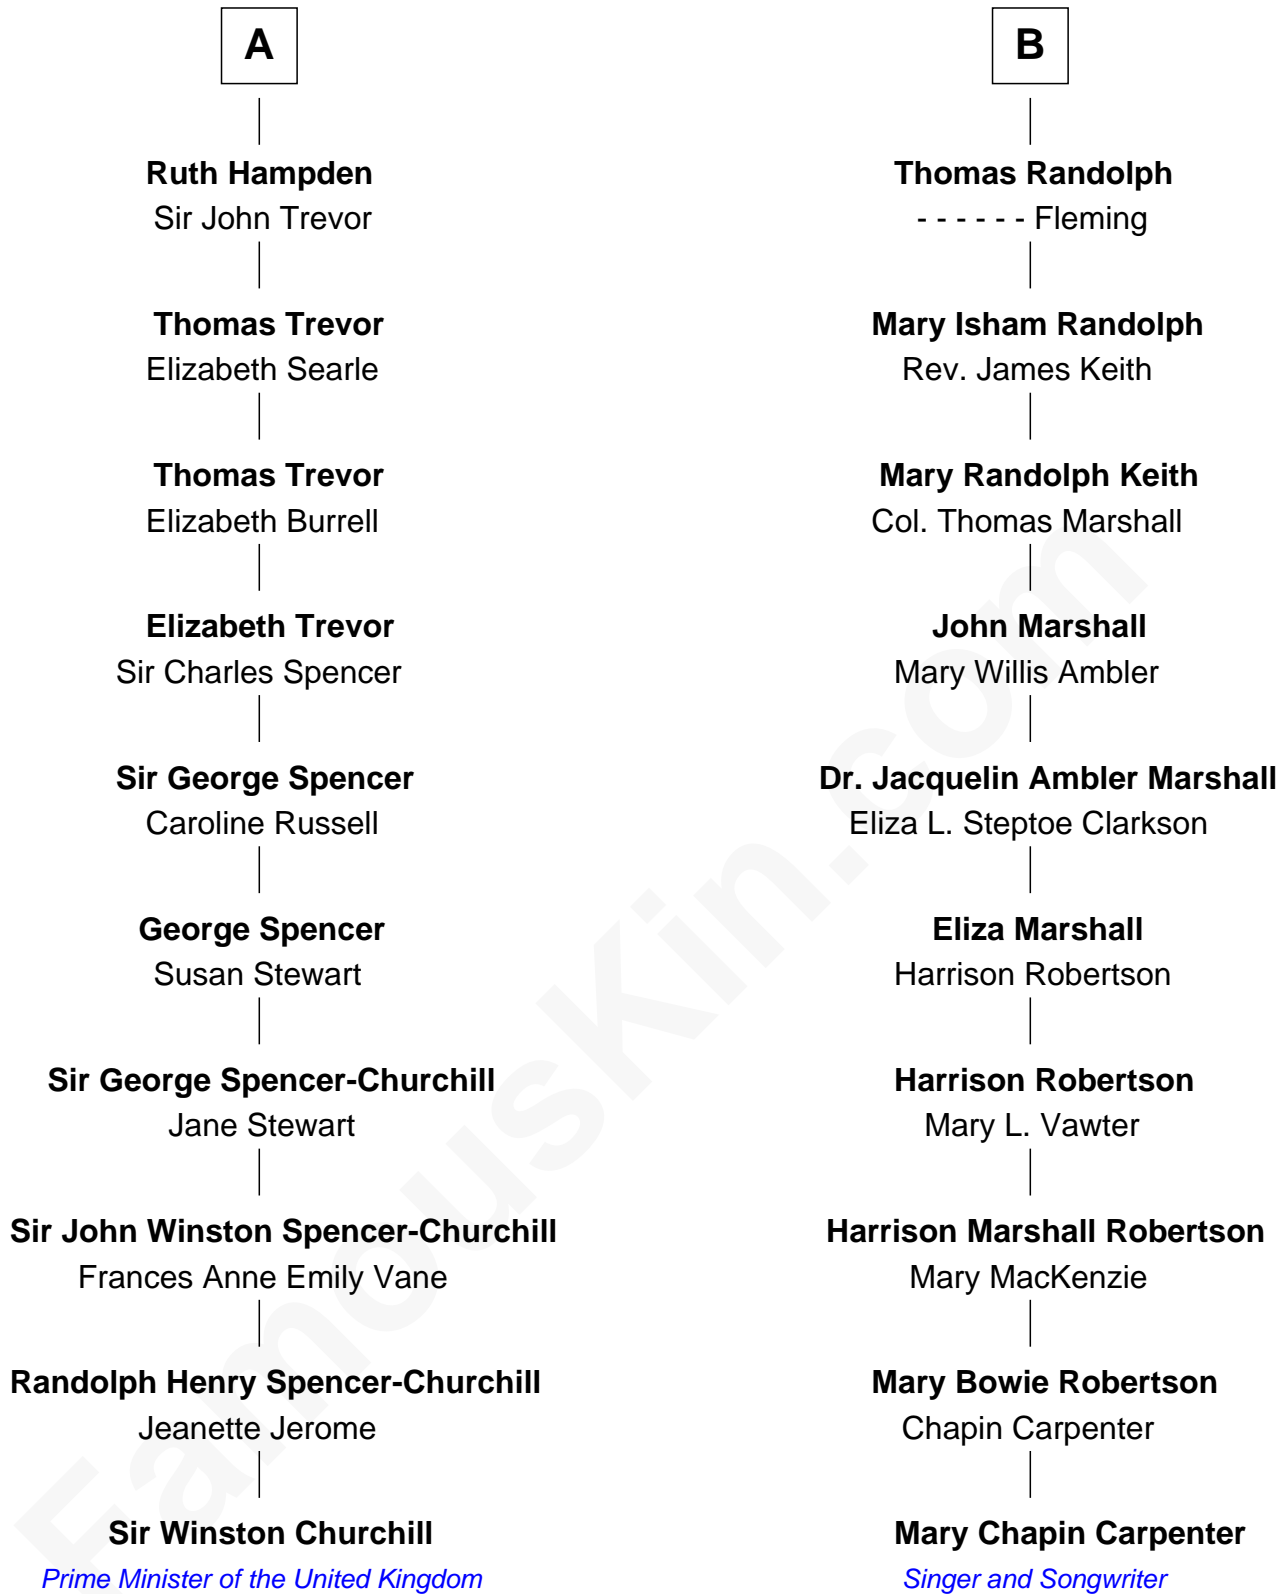 A
Ruth Hampden
Sir John Trevor
Thomas Trevor
Elizabeth Searle
Thomas Trevor
Elizabeth Burrell
Elizabeth Trevor
Sir Charles Spencer
Sir George Spencer
Caroline Russell
George Spencer
Susan Stewart
Sir George Spencer-Churchill
Jane Stewart
Sir John Winston Spencer-Churchill
Frances Anne Emily Vane
Randolph Henry Spencer-Churchill
Jeanette Jerome
Sir Winston Churchill
Prime Minister of the United Kingdom
B
Thomas Randolph
- - - - - - Fleming
Mary Isham Randolph
Rev. James Keith
Mary Randolph Keith
Col. Thomas Marshall
John Marshall
Mary Willis Ambler
Dr. Jacquelin Ambler Marshall
Eliza L. Steptoe Clarkson
Eliza Marshall
Harrison Robertson
Harrison Robertson
Mary L. Vawter
Harrison Marshall Robertson
Mary MacKenzie
Mary Bowie Robertson
Chapin Carpenter
Mary Chapin Carpenter
Singer and Songwriter
FamousKin.com